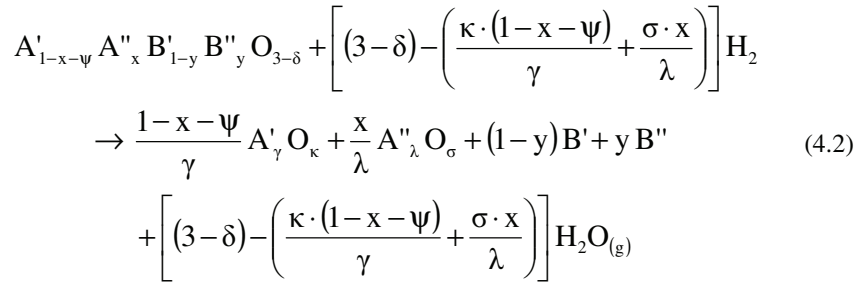 A'₁₋ₓ₋ψ A''ₓ B'₁₋y B''y O₃₋δ + [(3−δ)−(κ·(1−x−ψ)/γ + σ·x/λ)]H₂
→ (1−x−ψ)/γ A'γ Oκ + x/λ A''λ Oσ + (1−y)B' + y B'' (4.2)
+ [(3−δ)−(κ·(1−x−ψ)/γ + σ·x/λ)]H₂O(g)